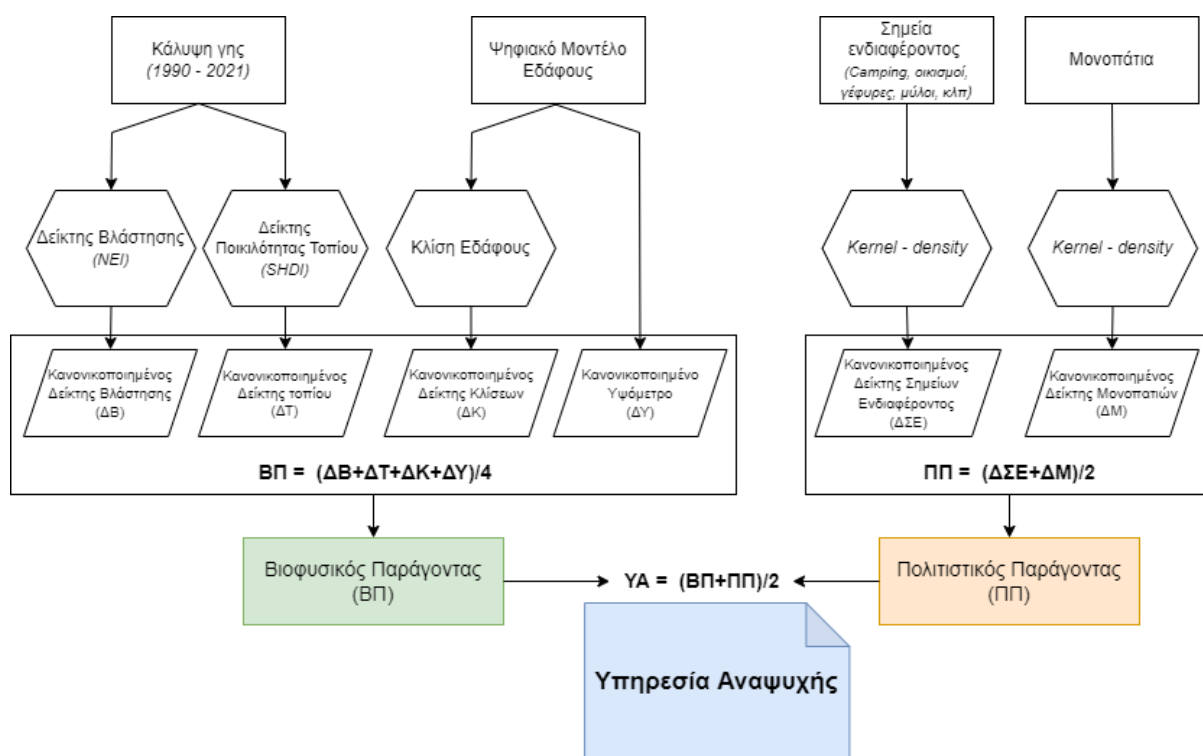 Κάλυψη γης
(1990 - 2021)
Ψηφιακό Μοντέλο
Εδάφους
Σημεία
ενδιαφέροντος
(Camping, οικισμοί,
γέφυρες, μύλοι, κλπ)
Μονοπάτια
Δείκτης Βλάστησης
(NEI)
Δείκτης
Ποικιλότητας Τοπίου
(SHDI)
Κλίση Εδάφους
Kernel - density
Kernel - density
Κανονικοποιημένος
Δείκτης Βλάστησης
(ΔΒ)
Κανονικοποιημένος
Δείκτης τοπίου
(ΔΤ)
Κανονικοποιημένος
Δείκτης Κλίσεων
(ΔΚ)
Κανονικοποιημένο
Υψόμετρο
(ΔΥ)
Κανονικοποιημένος
Δείκτης Σημείων
Ενδιαφέροντος
(ΔΣΕ)
Κανονικοποιημένος
Δείκτης Μονοπατιών
(ΔΜ)
ΒΠ = (ΔΒ+ΔΤ+ΔΚ+ΔΥ)/4
ΠΠ = (ΔΣΕ+ΔΜ)/2
Βιοφυσικός Παράγοντας
(ΒΠ)
ΥΑ = (ΒΠ+ΠΠ)/2
Πολιτιστικός Παράγοντας
(ΠΠ)
Υπηρεσία Αναψυχής